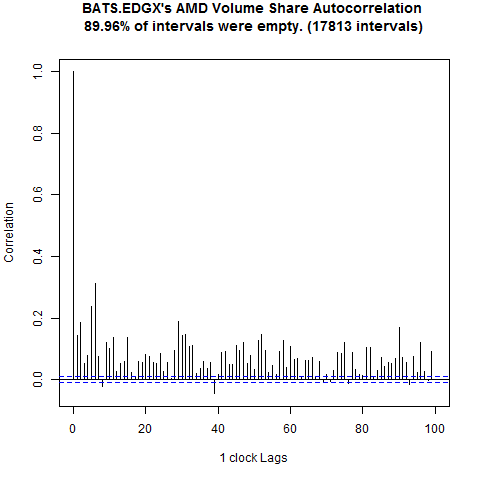 BATS.EDGX's AMD Volume Share Autocorrelation
89.96% of intervals were empty. (17813 intervals)
Correlation
1.0
0.8
0.6
0.4
0.2
0.0
0 20 40 60 80 100
1 clock Lags